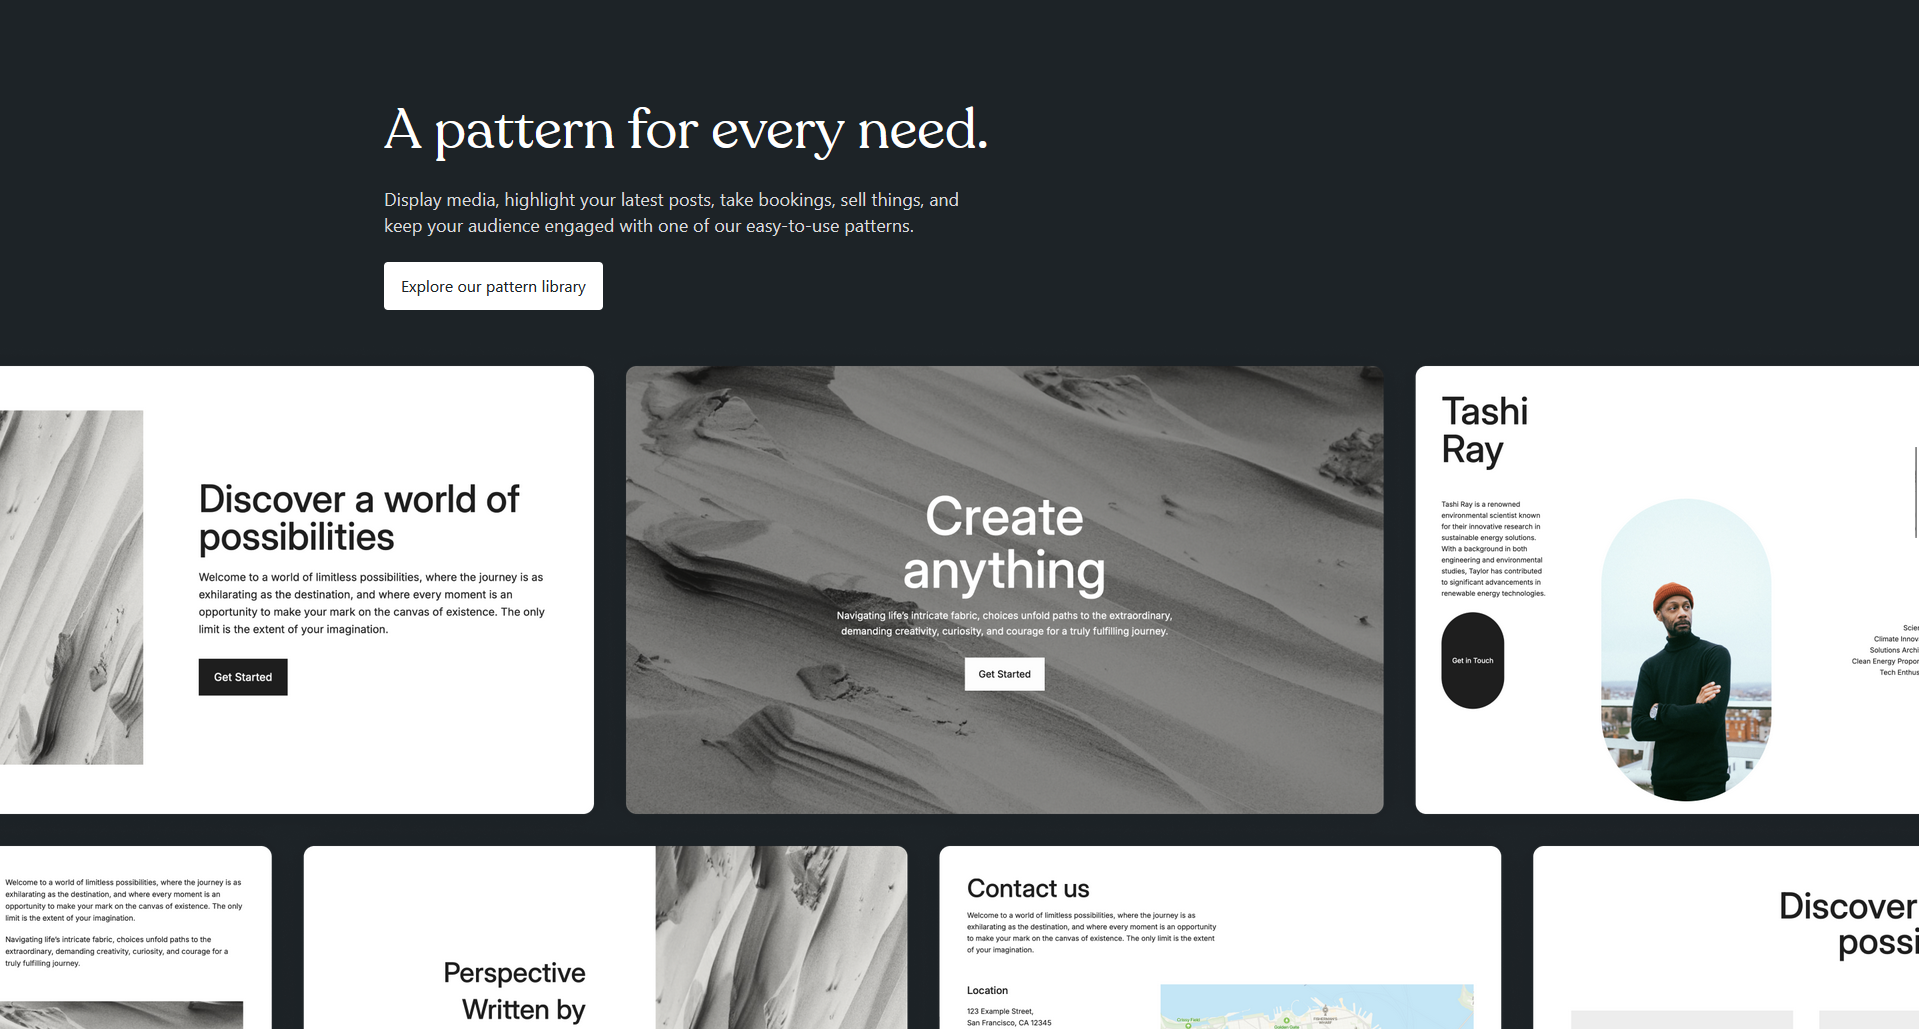 A pattern for every need.
Display media, highlight your latest posts, take bookings, sell things, and
keep your audience engaged with one of our easy-to-use patterns.
Explore our pattern library
Discover a world of
possibilities
Welcome to a world of limitless possibilities, where the journey is as
exhilarating as the destination, and where every moment is an
opportunity to make your mark on the canvas of existence. The only
limit is the extent of your imagination.
Get Started
Create
anything
Navigating life's intricate fabric, choices unfold paths to the extraordinary,
demanding creativity, curiosity, and courage for a truly fulfilling journey.
Get Started
Tashi
Ray
Tashi Ray is a renowned
environmental scientist known
for their innovative research in
sustainable energy solutions.
With a background in both
engineering and environmental
studies, Taylor has contributed
to significant advancements in
renewable energy technologies.
Get in Touch
Scien
Climate Innov
Solutions Archi
Clean Energy Propon
Tech Enthus
Welcome to a world of limitless possibilities, where the journey is as
exhilarating as the destination, and where every moment is an
opportunity to make your mark on the canvas of existence. The only
limit is the extent of your imagination.
Navigating life's intricate fabric, choices unfold paths to the
extraordinary, demanding creativity, curiosity, and courage for a
truly fulfilling journey.
Perspective
Written by
Contact us
Welcome to a world of limitless possibilities, where the journey is as
exhilarating as the destination, and where every moment is an opportunity
to make your mark on the canvas of existence. The only limit is the extent
of your imagination.
Location
123 Example Street,
San Francisco, CA 12345
Crissy Field
Golden Gate
FISHERMAN'S
WHARF
Discover
possi